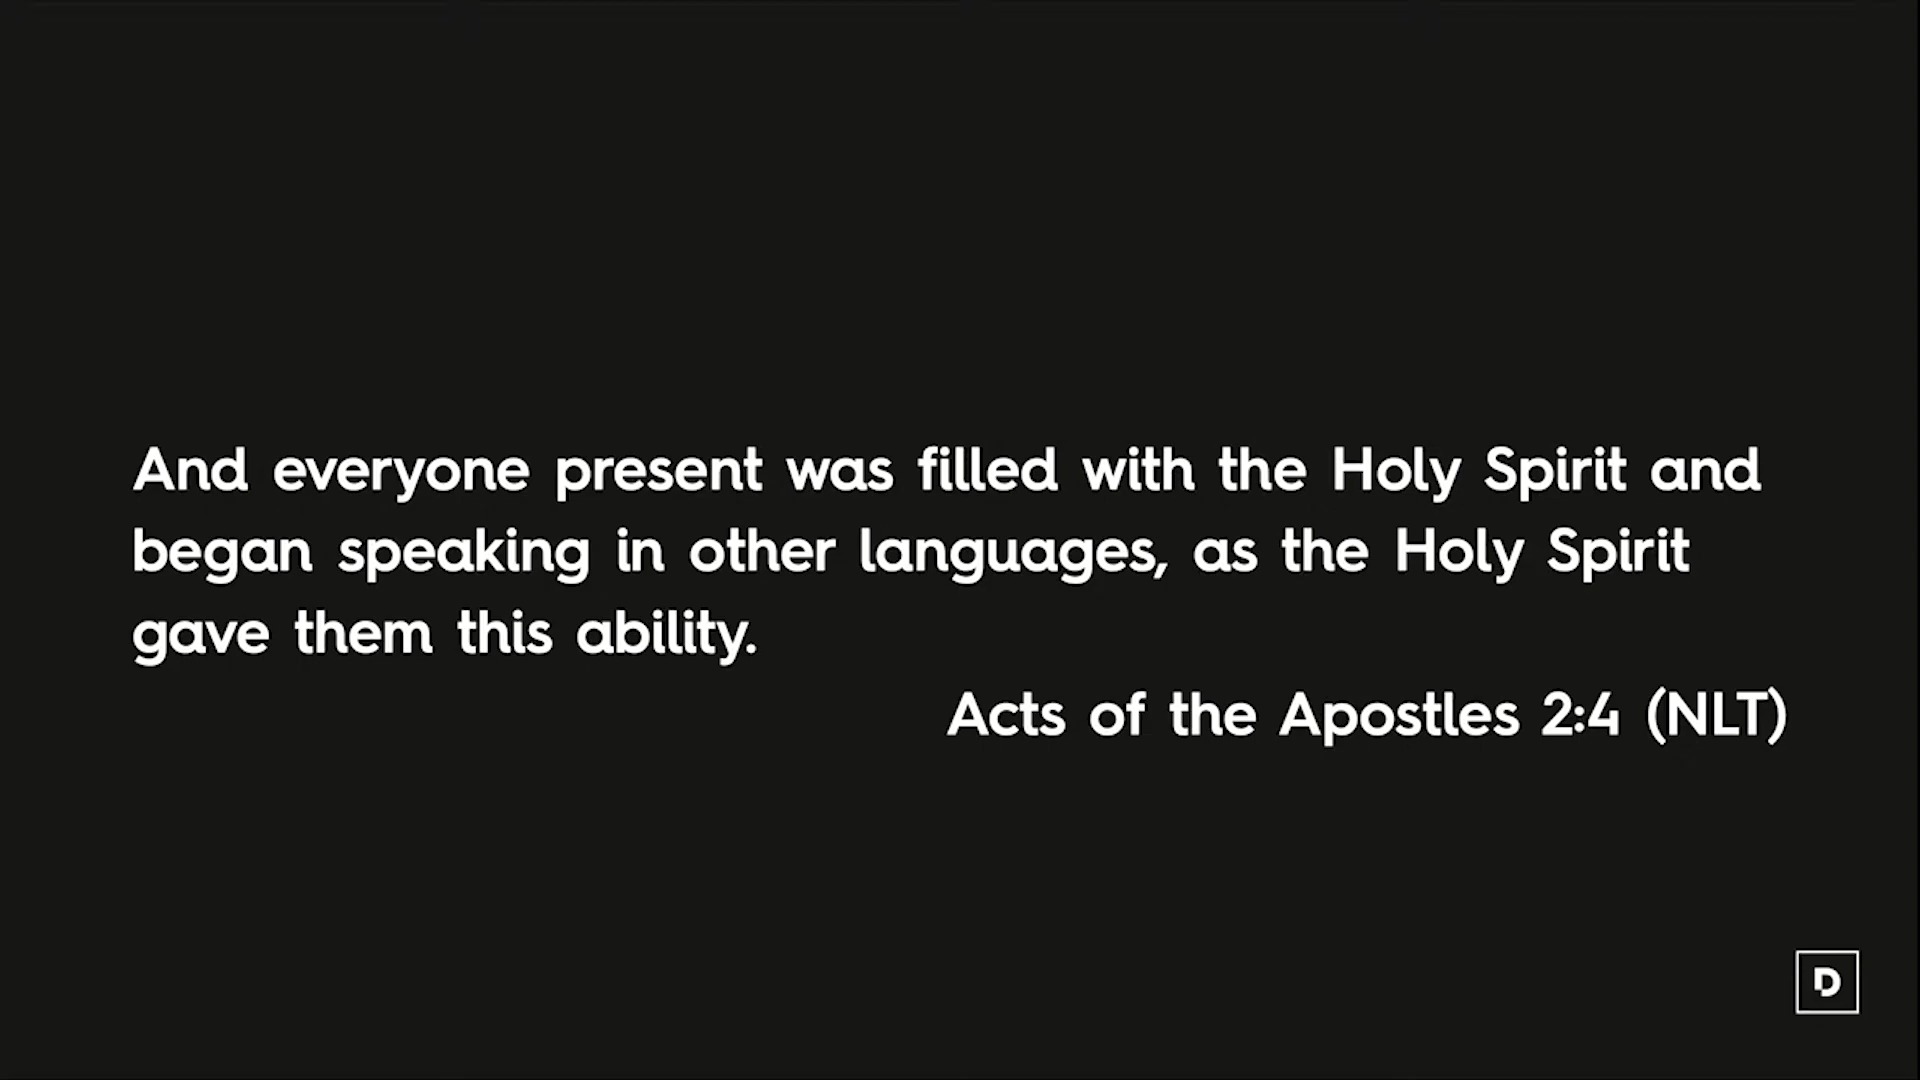 And everyone present was filled with the Holy Spirit and
began speaking in other languages, as the Holy Spirit
gave them this ability.
Acts of the Apostles 2:4 (NLT)
D